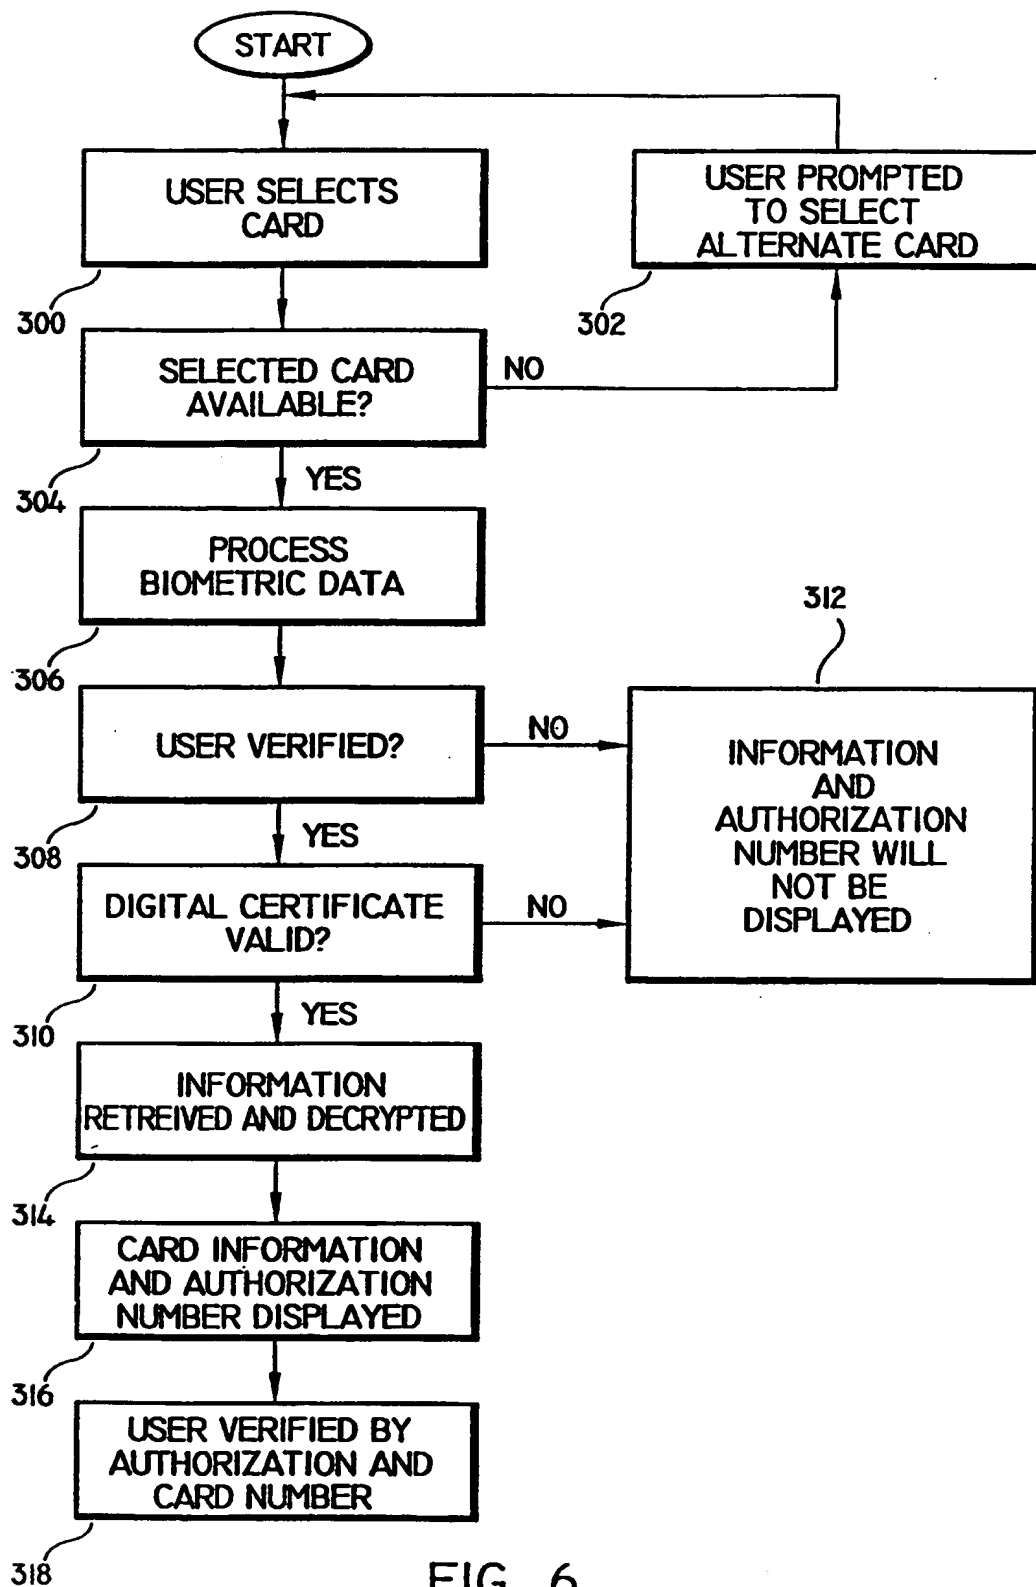 START
USER SELECTS
CARD
300
USER PROMPTED
TO SELECT
ALTERNATE CARD
302
SELECTED CARD
AVAILABLE?
NO
304
YES
PROCESS
BIOMETRIC DATA
306
USER VERIFIED?
NO
308
YES
312
INFORMATION
AND
AUTHORIZATION
NUMBER WILL
NOT BE
DISPLAYED
DIGITAL CERTIFICATE
VALID?
NO
310
YES
INFORMATION
RETREIVED AND DECRYPTED
314
CARD INFORMATION
AND AUTHORIZATION
NUMBER DISPLAYED
316
USER VERIFIED BY
AUTHORIZATION AND
CARD NUMBER
318
FIG. 6